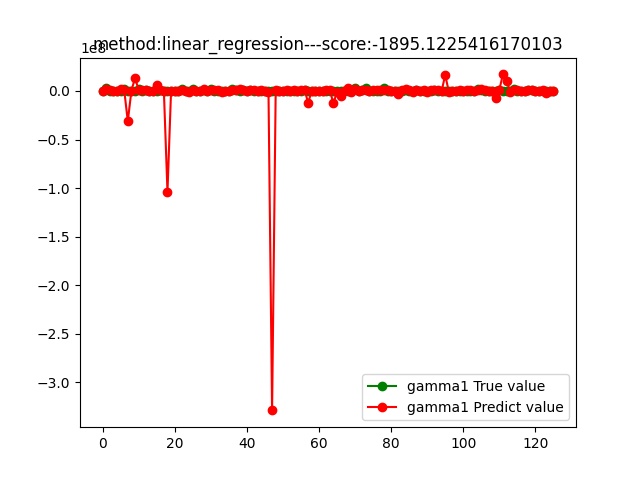 method:linear_regression---score:-1895.1225416170103
1e8
0.0
−0.5
−1.0
−1.5
−2.0
−2.5
−3.0
0 20 40 60 80 100 120
gamma1 True value
gamma1 Predict value